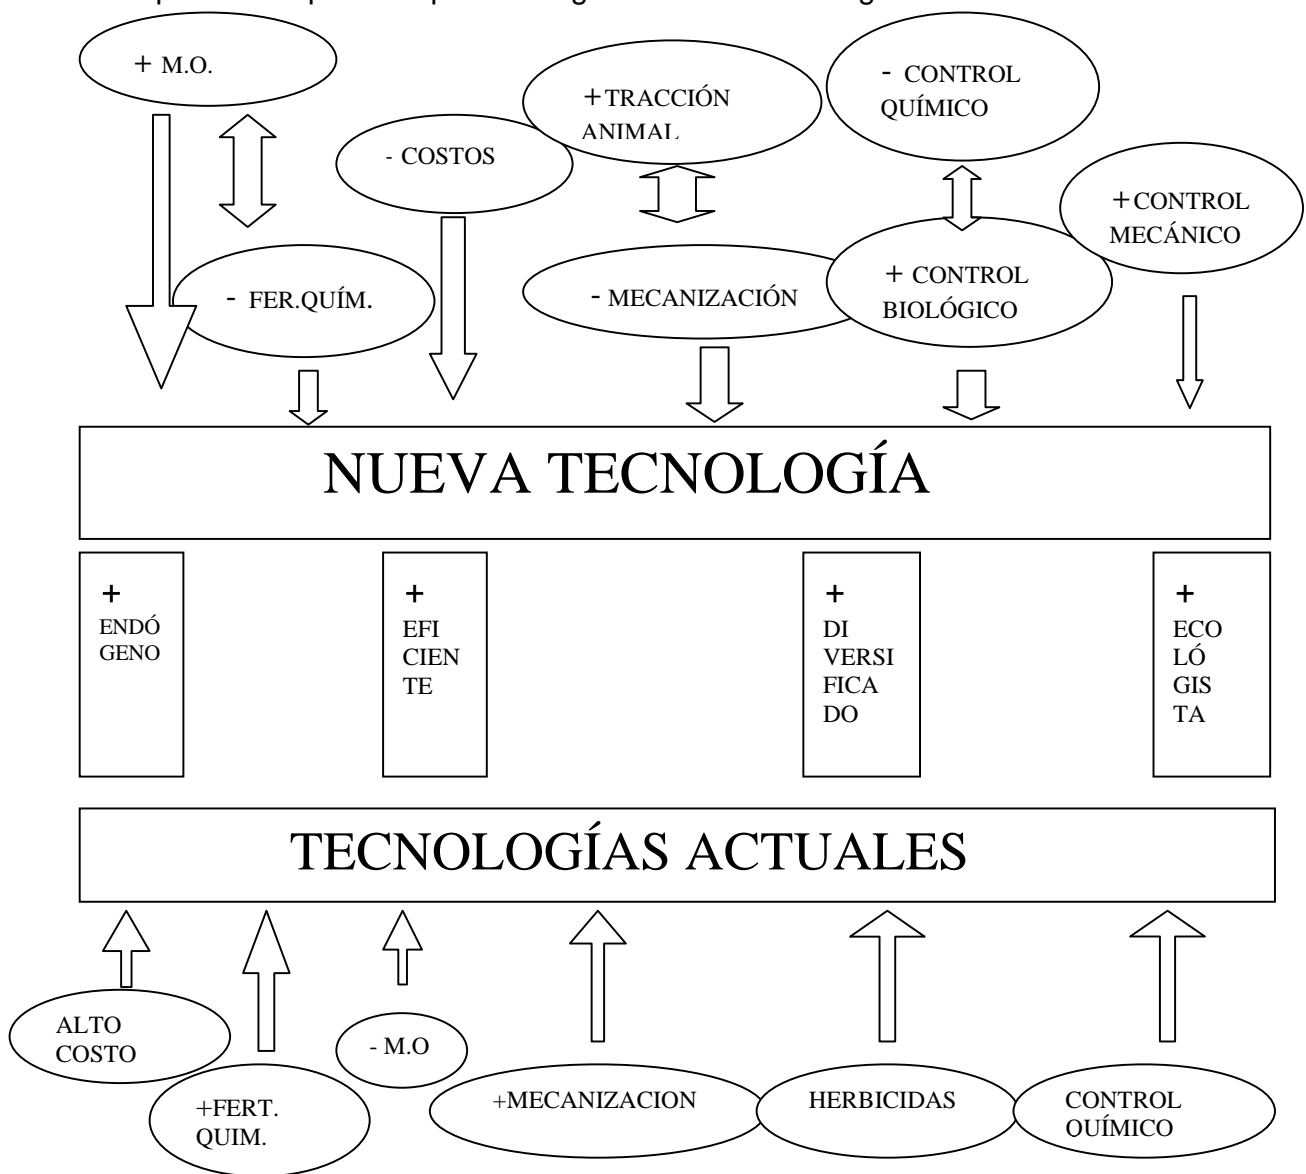 + M.O.
- COSTOS
+TRACCIÓN
ANIMAL
- CONTROL
QUÍMICO
+CONTROL
MECÁNICO
- FER.QUÍM.
- MECANIZACIÓN
+ CONTROL
BIOLÓGICO
NUEVA TECNOLOGÍA
+
ENDÓ
GENO
+
EFI
CIEN
TE
+
DI
VERSI
FICA
DO
+
ECO
LÓ
GIS
TA
TECNOLOGÍAS ACTUALES
ALTO
COSTO
+FERT.
QUIM.
- M.O
+MECANIZACION
HERBICIDAS
CONTROL
QUÍMICO